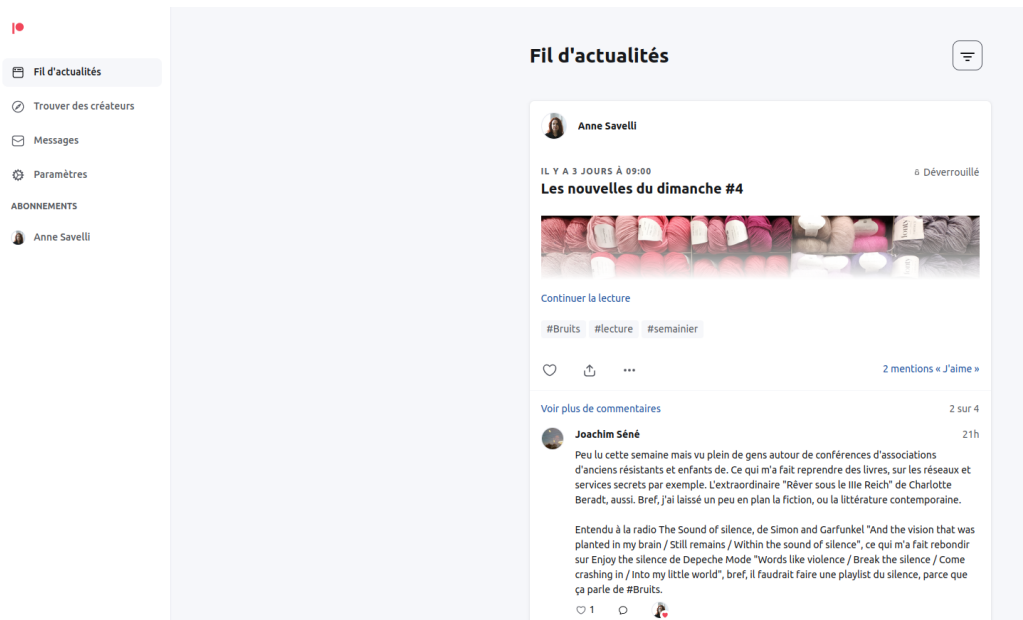 Fil d'actualités
Trouver des créateurs
Messages
Paramètres
ABONNEMENTS
Anne Savelli
Fil d'actualités
Anne Savelli
IL Y A 3 JOURS À 09:00
Déverrouillé
Les nouvelles du dimanche #4
Continuer la lecture
#Bruits #lecture #semainier
2 mentions « J'aime »
Voir plus de commentaires
2 sur 4
Joachim Séné
21h
Peu lu cette semaine mais vu plein de gens autour de conférences d'associations
d'anciens résistants et enfants de. Ce qui m'a fait reprendre des livres, sur les réseaux et
services secrets par exemple. L'extraordinaire "Rêver sous le IIIe Reich" de Charlotte
Beradt, aussi. Bref, j'ai laissé un peu en plan la fiction, ou la littérature contemporaine.
Entendu à la radio The Sound of silence, de Simon and Garfunkel "And the vision that was
planted in my brain / Still remains / Within the sound of silence", ce qui m'a fait rebondir
sur Enjoy the silence de Depeche Mode "Words like violence / Break the silence / Come
crashing in / Into my little world", bref, il faudrait faire une playlist du silence, parce que
ça parle de #Bruits.
1